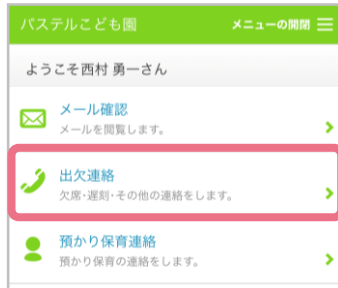 パステルこども園 メニューの開閉
ようこそ西村 勇一さん
メール確認
メールを閲覧します。
出欠連絡
欠席・遅刻・その他の連絡をします。
預かり保育連絡
預かり保育の連絡をします。